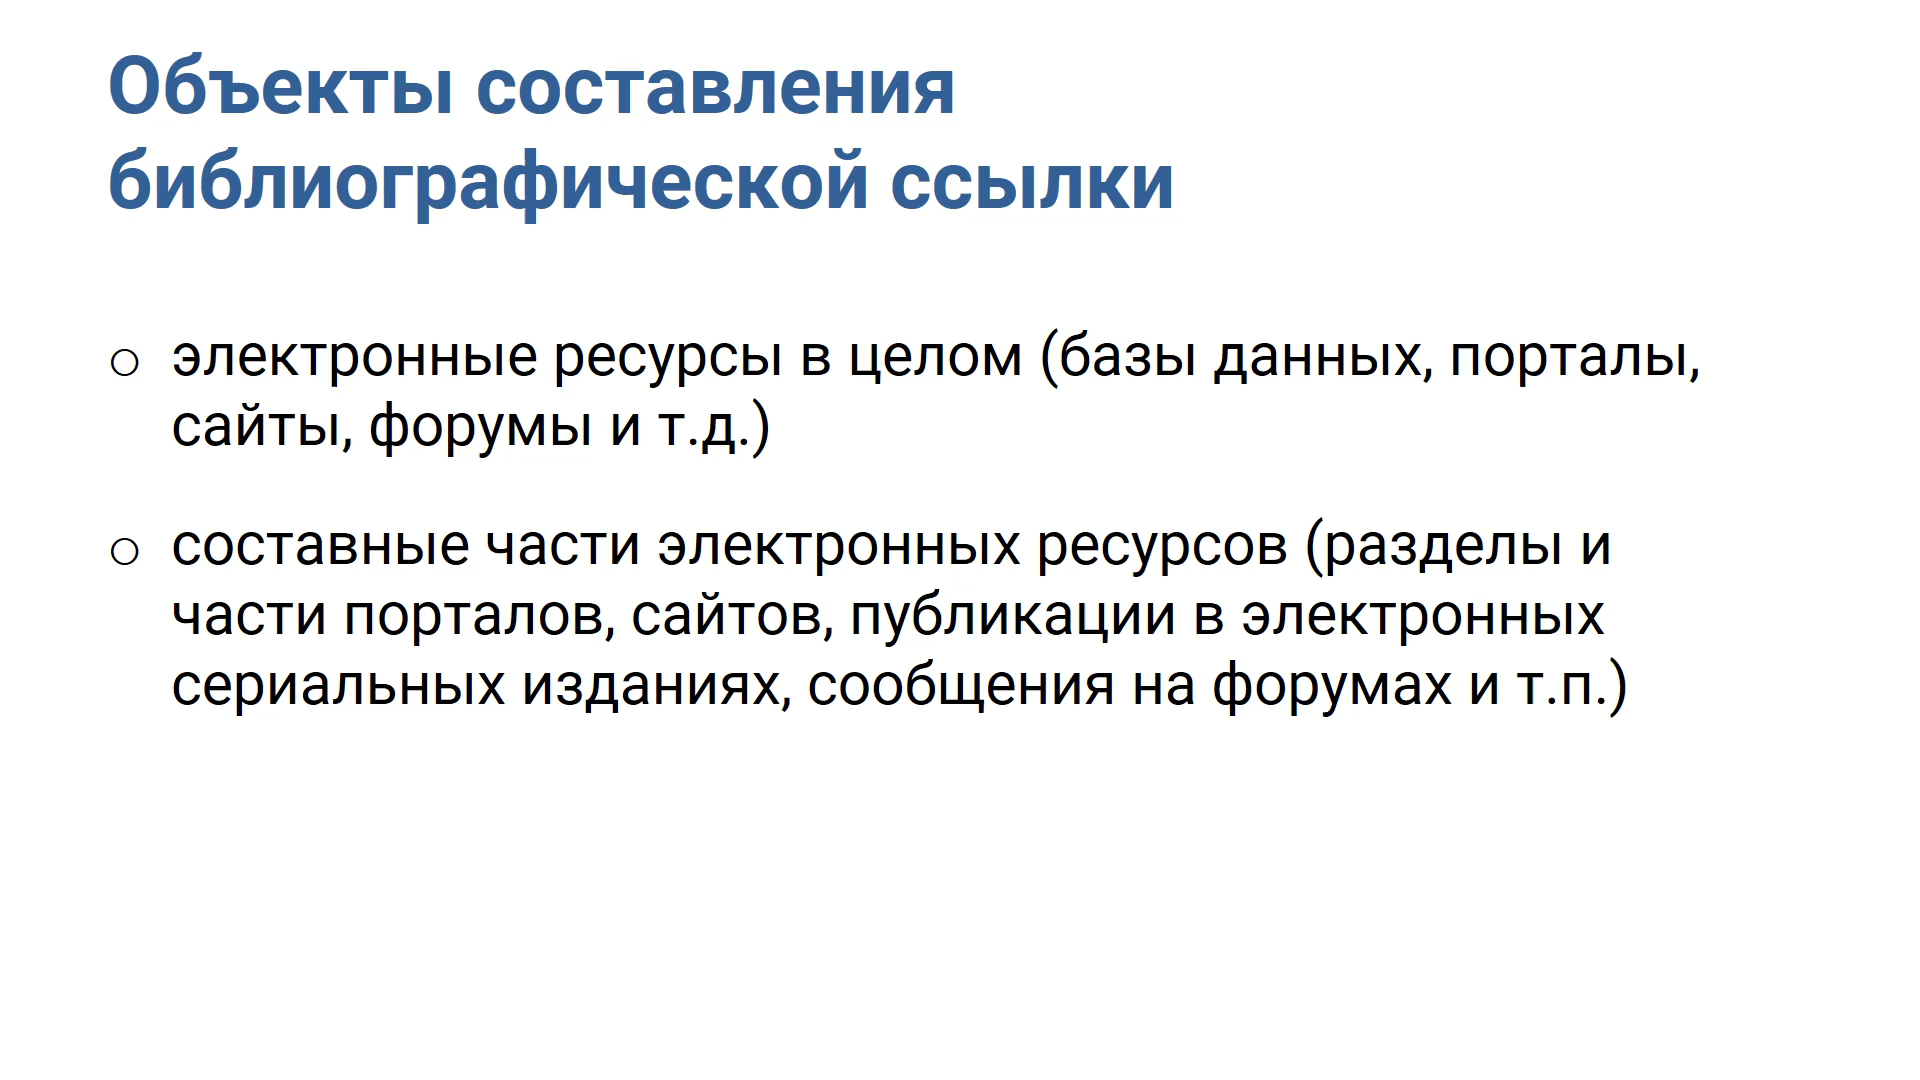 Объекты составления
библиографической ссылки
○ электронные ресурсы в целом (базы данных, порталы,
сайты, форумы и т.д.)
○ составные части электронных ресурсов (разделы и
части порталов, сайтов, публикации в электронных
сериальных изданиях, сообщения на форумах и т.п.)